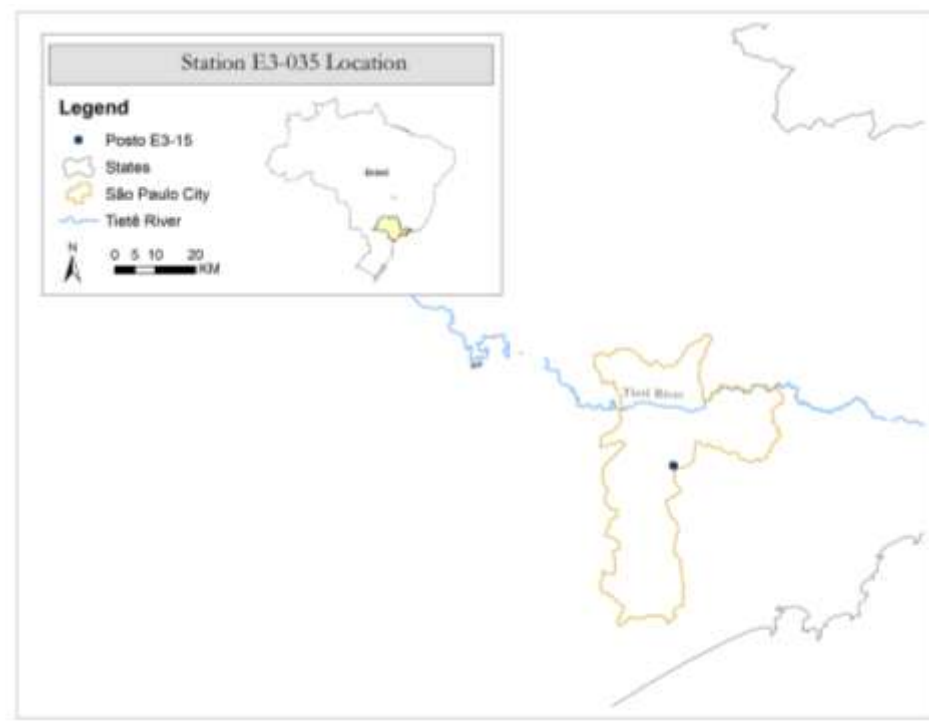 Station E3-035 Location
Legend
Posto E3-15
States
São Paulo City
Tietê River
N
0 5 10 20
KM
Brasil
Tietê River